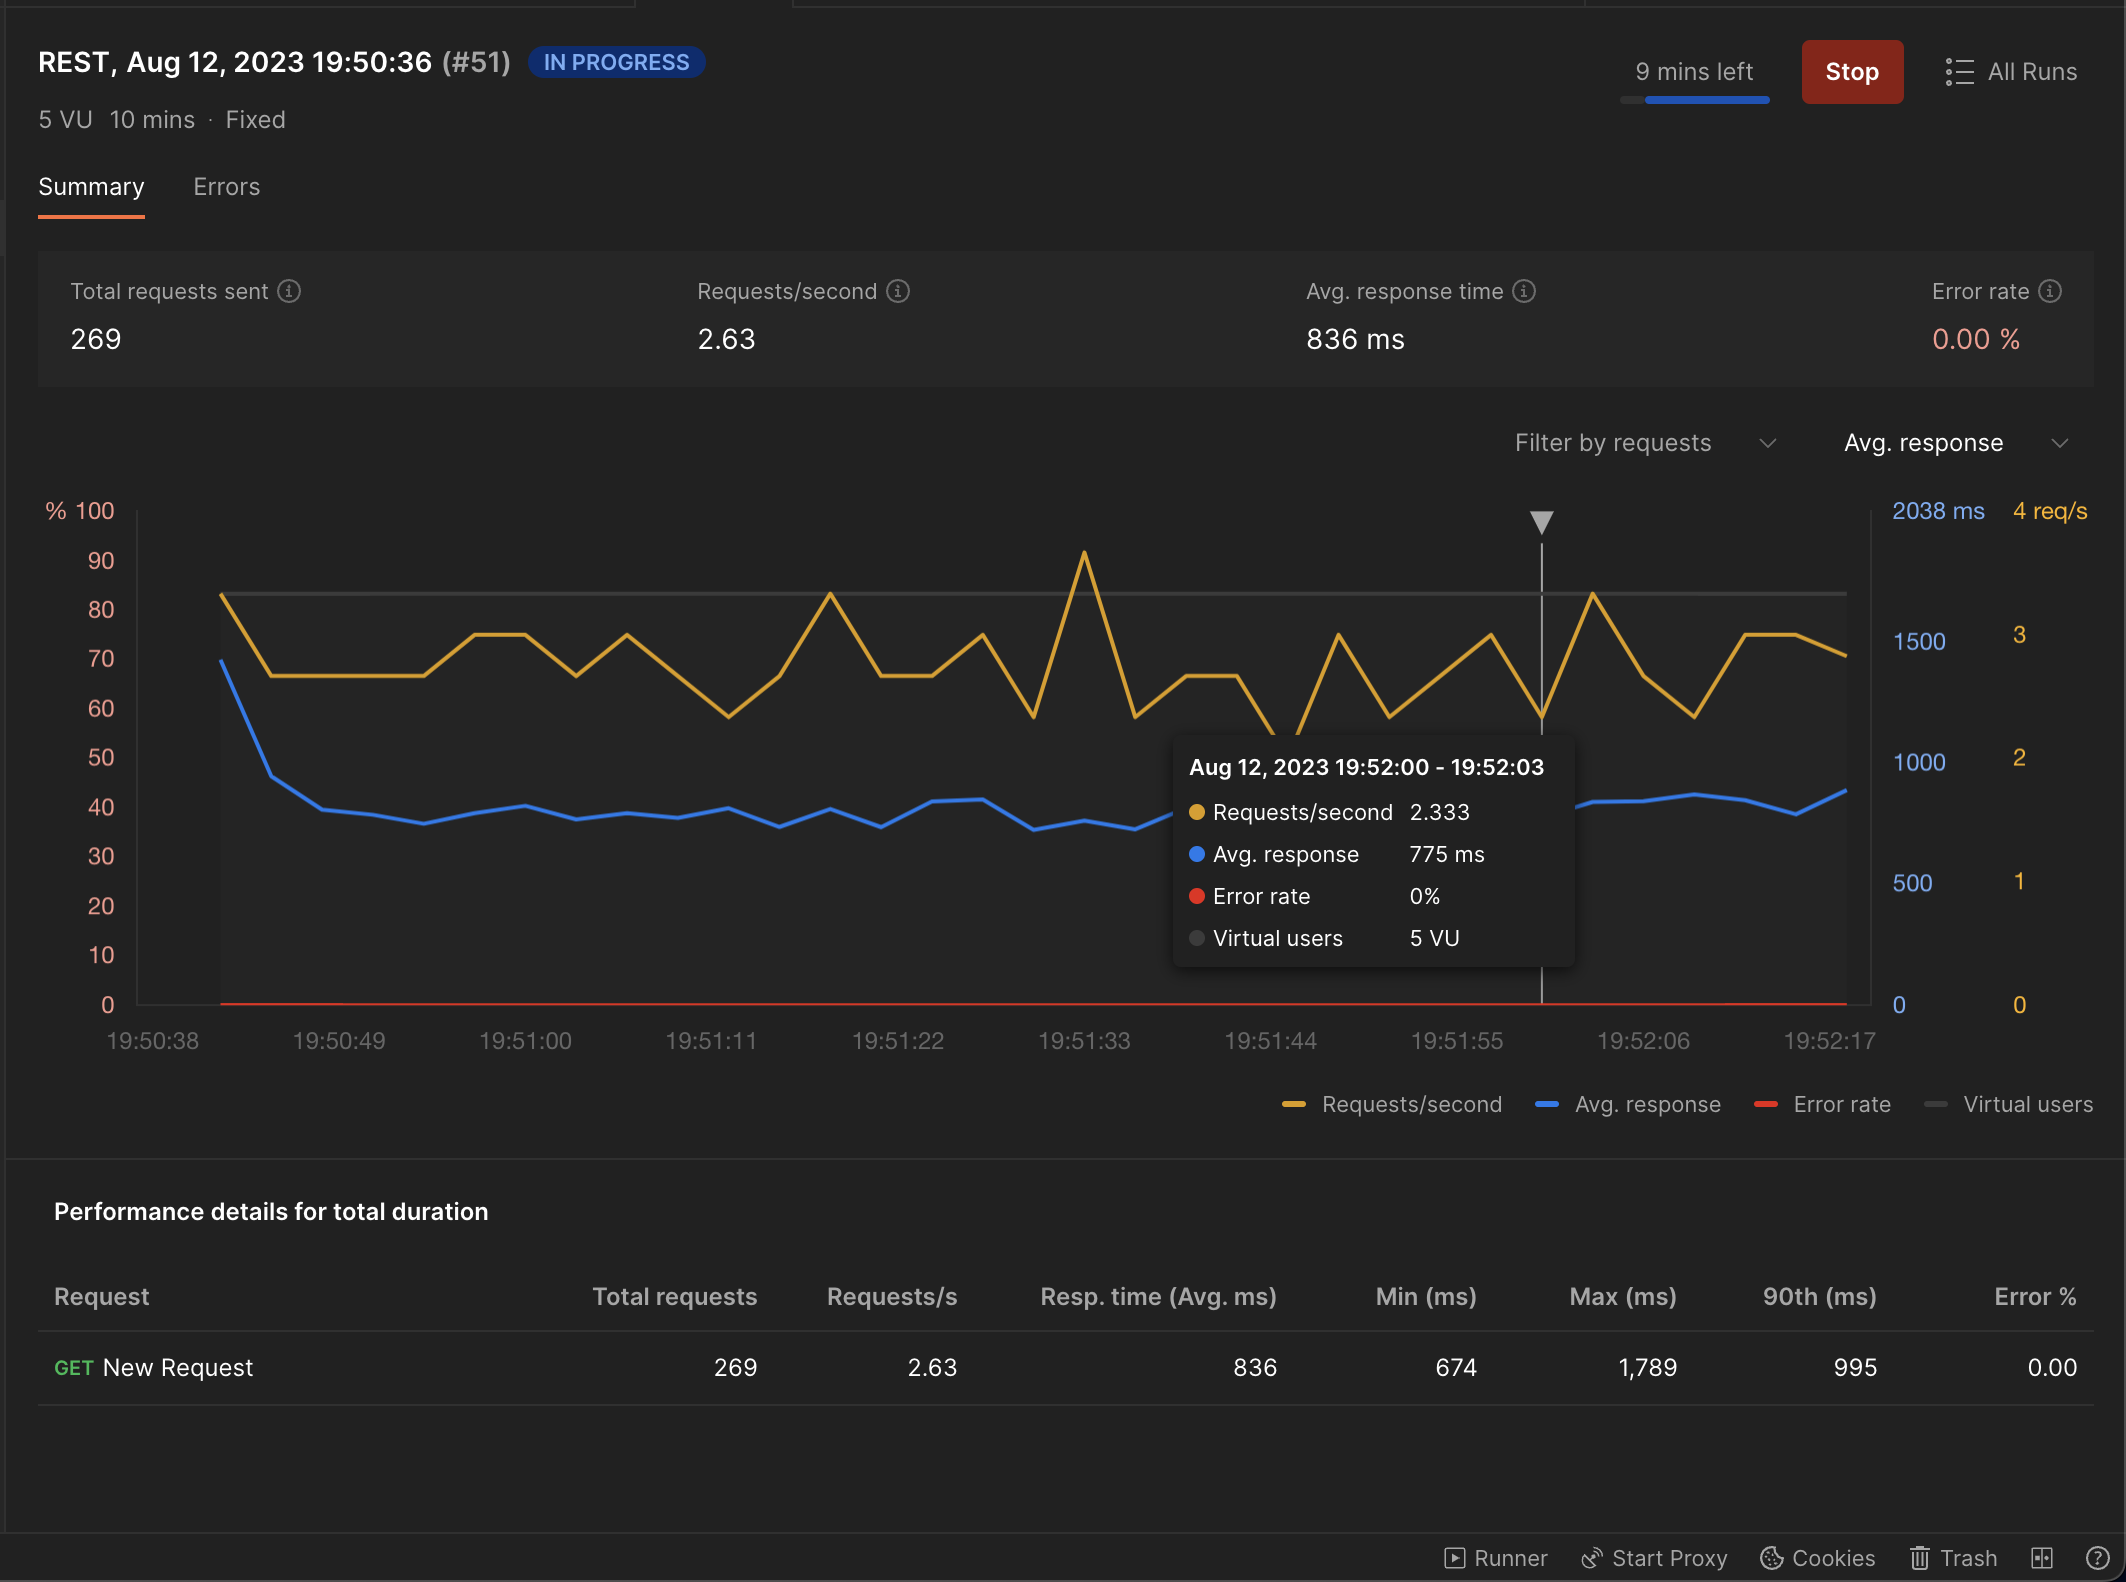 REST, Aug 12, 2023 19:50:36 (#51) IN PROGRESS
9 mins left Stop All Runs
5 VU 10 mins · Fixed
Summary Errors
Total requests sent Requests/second Avg. response time Error rate
269 2.63 836 ms 0.00 %
Filter by requests Avg. response
% 100 2038 ms 4 req/s
90
80
70 1500 3
60
50 1000 2
40
30
20 500 1
10
0 0 0
Aug 12, 2023 19:52:00 - 19:52:03
Requests/second 2.333
Avg. response 775 ms
Error rate 0%
Virtual users 5 VU
19:50:38 19:50:49 19:51:00 19:51:11 19:51:22 19:51:33 19:51:44 19:51:55 19:52:06 19:52:17
Requests/second Avg. response Error rate Virtual users
Performance details for total duration
Request Total requests Requests/s Resp. time (Avg. ms) Min (ms) Max (ms) 90th (ms) Error %
GET New Request 269 2.63 836 674 1,789 995 0.00
Runner Start Proxy Cookies Trash